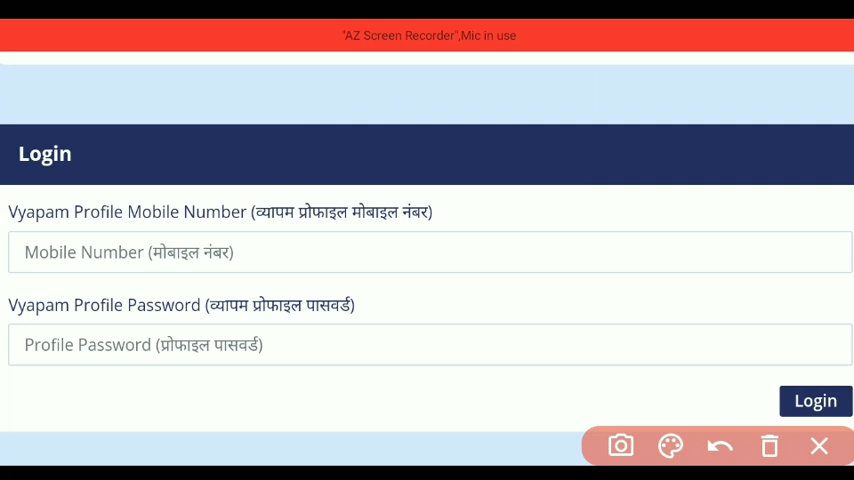 "AZ Screen Recorder",Mic in use
Login
Vyapam Profile Mobile Number (व्यापम प्रोफाइल मोबाइल नंबर)
Mobile Number (मोबाइल नंबर)
Vyapam Profile Password (व्यापम प्रोफाइल पासवर्ड)
Profile Password (प्रोफाइल पासवर्ड)
Login